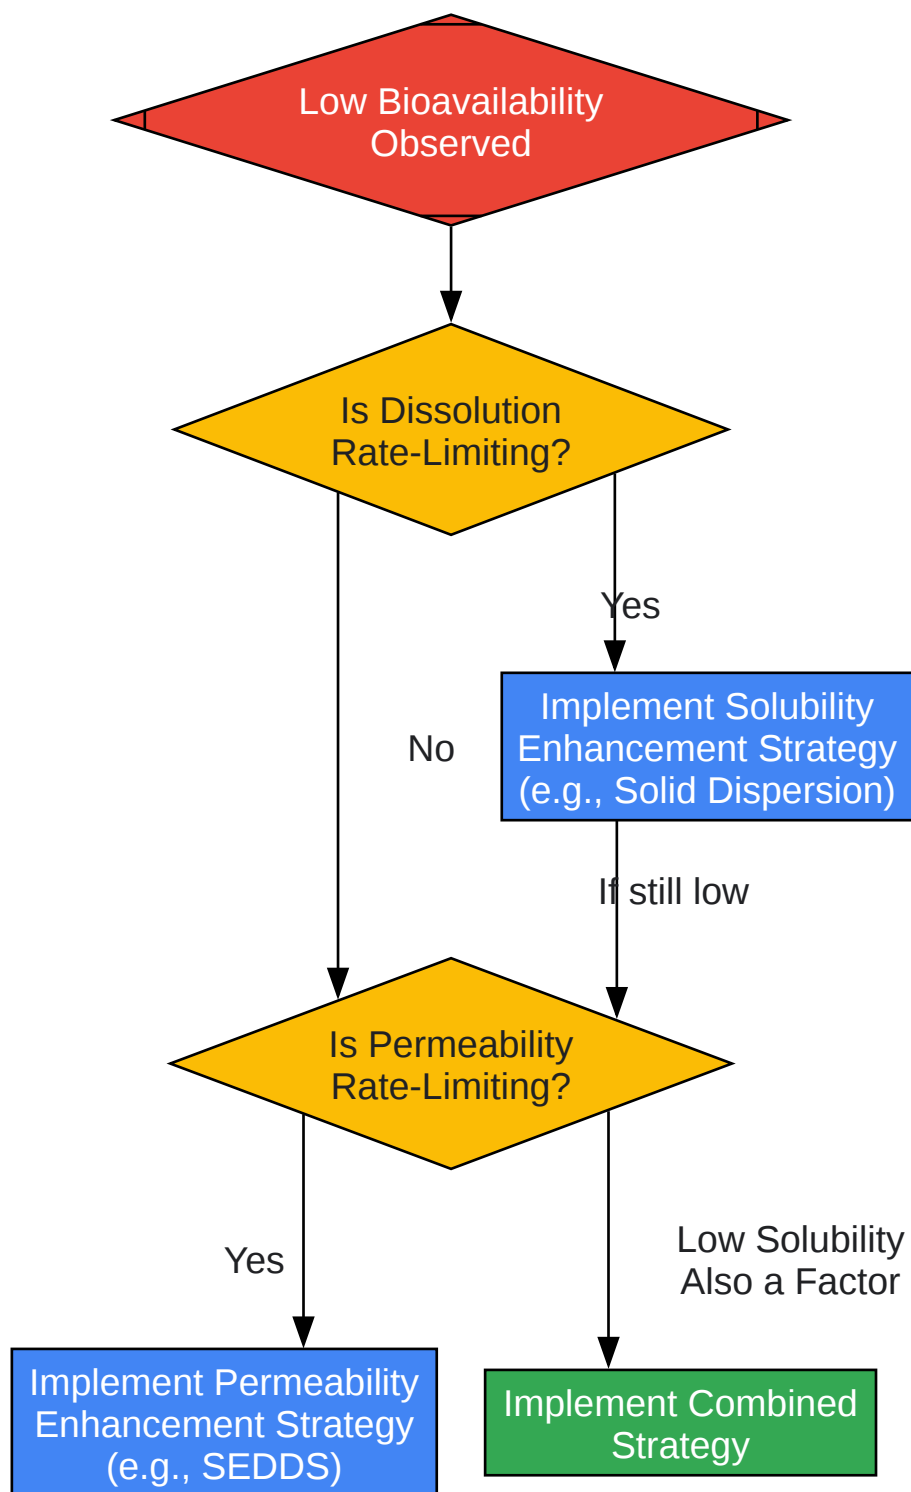 Low Bioavailability
Observed
Is Dissolution
Rate-Limiting?
Yes
No
Implement Solubility
Enhancement Strategy
(e.g., Solid Dispersion)
If still low
Is Permeability
Rate-Limiting?
Yes
Low Solubility
Also a Factor
Implement Permeability
Enhancement Strategy
(e.g., SEDDS)
Implement Combined
Strategy